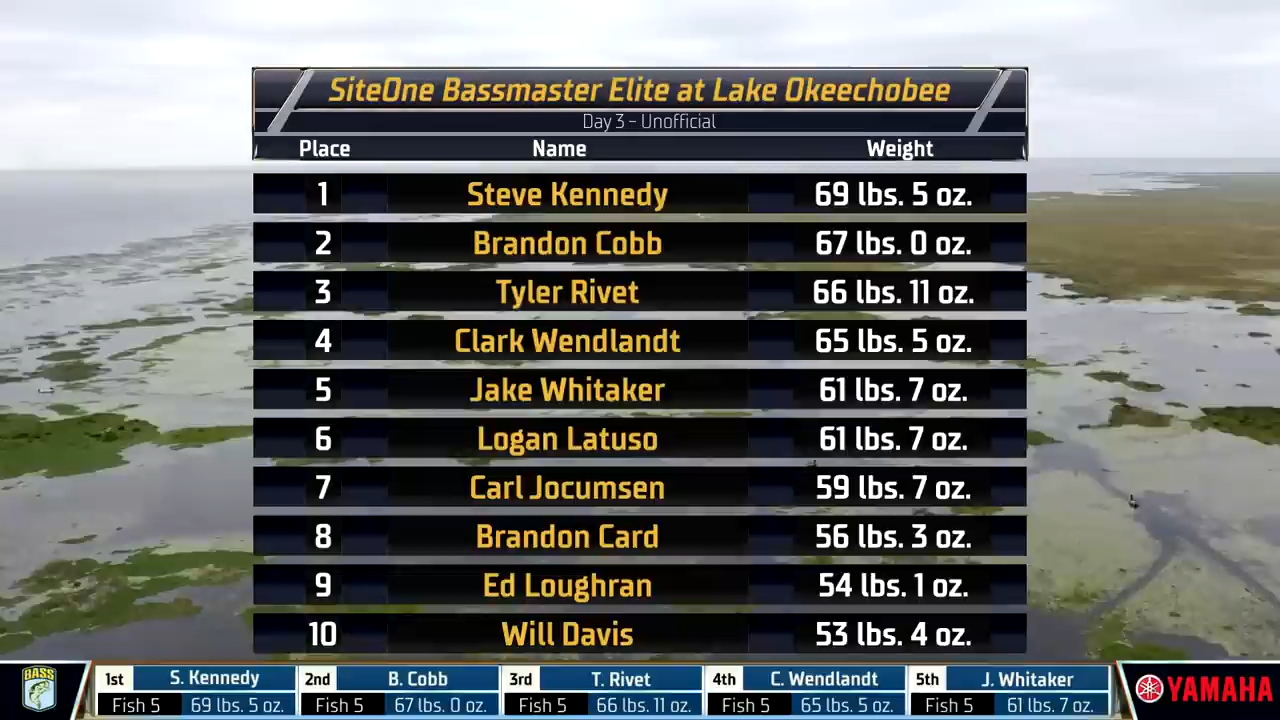 SiteOne Bassmaster Elite at Lake Okeechobee
Day 3 - Unofficial
Place Name Weight
1 Steve Kennedy 69 lbs. 5 oz.
2 Brandon Cobb 67 lbs. 0 oz.
3 Tyler Rivet 66 lbs. 11 oz.
4 Clark Wendlandt 65 lbs. 5 oz.
5 Jake Whitaker 61 lbs. 7 oz.
6 Logan Latuso 61 lbs. 7 oz.
7 Carl Jocumsen 59 lbs. 7 oz.
8 Brandon Card 56 lbs. 3 oz.
9 Ed Loughran 54 lbs. 1 oz.
10 Will Davis 53 lbs. 4 oz.
BASS
1st S. Kennedy 2nd B. Cobb 3rd T. Rivet 4th C. Wendlandt 5th J. Whitaker
Fish 5 69 lbs. 5 oz. Fish 5 67 lbs. 0 oz. Fish 5 66 lbs. 11 oz. Fish 5 65 lbs. 5 oz. Fish 5 61 lbs. 7 oz.
YAMAHA